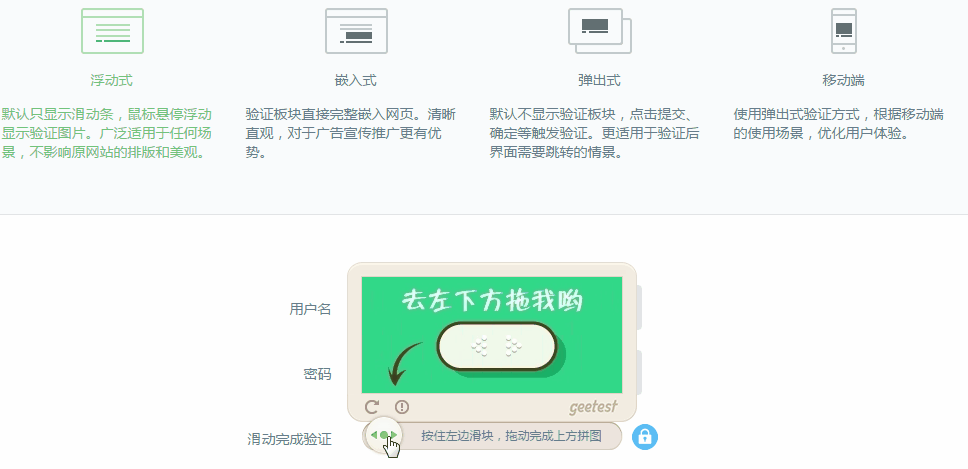 浮动式
嵌入式
弹出式
移动端
默认只显示滑动条，鼠标悬停浮动
显示验证图片。广泛适用于任何场
景，不影响原网站的排版和美观。
验证板块直接完整嵌入网页。清晰
直观，对于广告宣传推广更有优
势。
默认不显示验证板块，点击提交、
确定等触发验证。更适用于验证后
界面需要跳转的情景。
使用弹出式验证方式，根据移动端
的使用场景，优化用户体验。
去左下方拖我哟
用户名
密码
geetest
滑动完成验证
按住左边滑块，拖动完成上方拼图